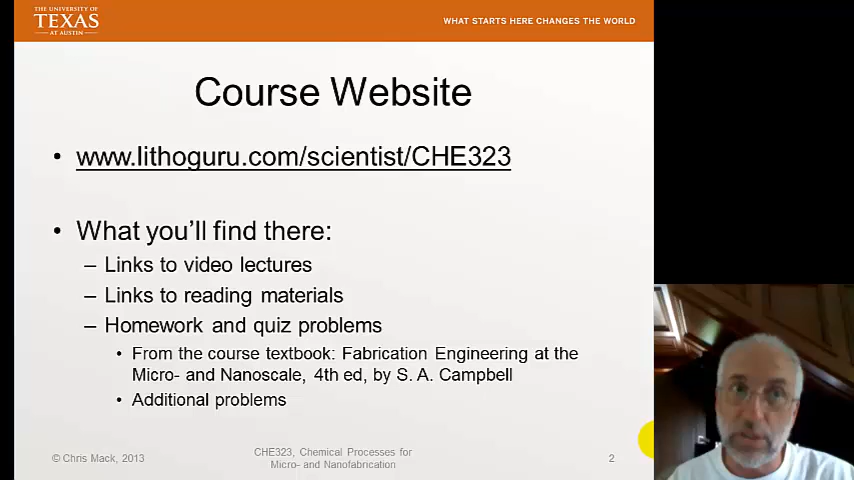 THE UNIVERSITY OF
TEXAS
AT AUSTIN
WHAT STARTS HERE CHANGES THE WORLD
Course Website
• www.lithoguru.com/scientist/CHE323
• What you'll find there:
– Links to video lectures
– Links to reading materials
– Homework and quiz problems
• From the course textbook: Fabrication Engineering at the
Micro- and Nanoscale, 4th ed, by S. A. Campbell
• Additional problems
© Chris Mack, 2013
CHE323, Chemical Processes for
Micro- and Nanofabrication
2